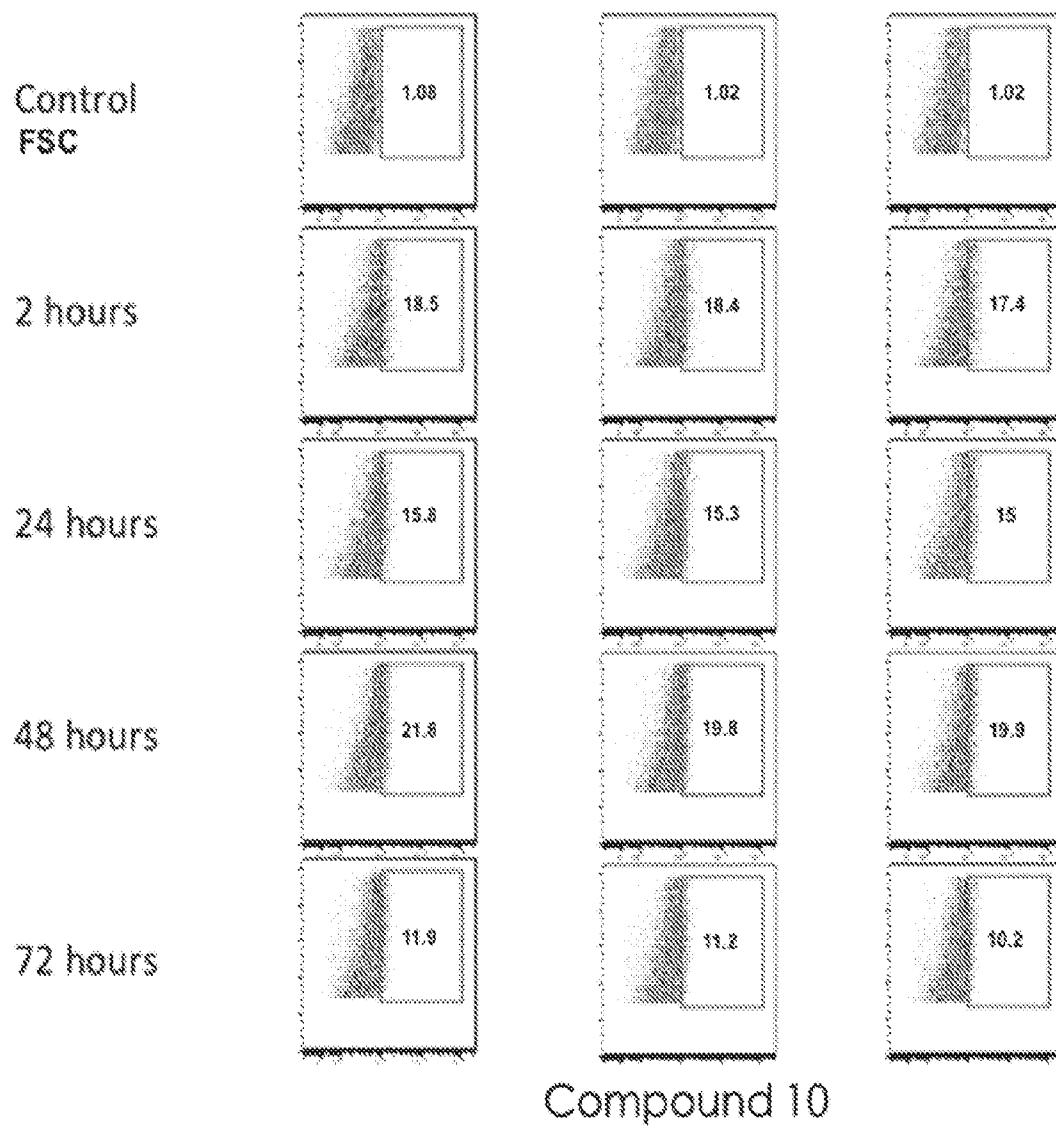 Control
FSC
1.08 1.02 1.02
2 hours
18.5 18.4 17.4
24 hours
15.8 15.3 15
48 hours
21.8 19.8 19.9
72 hours
11.9 11.2 10.2
Compound 10